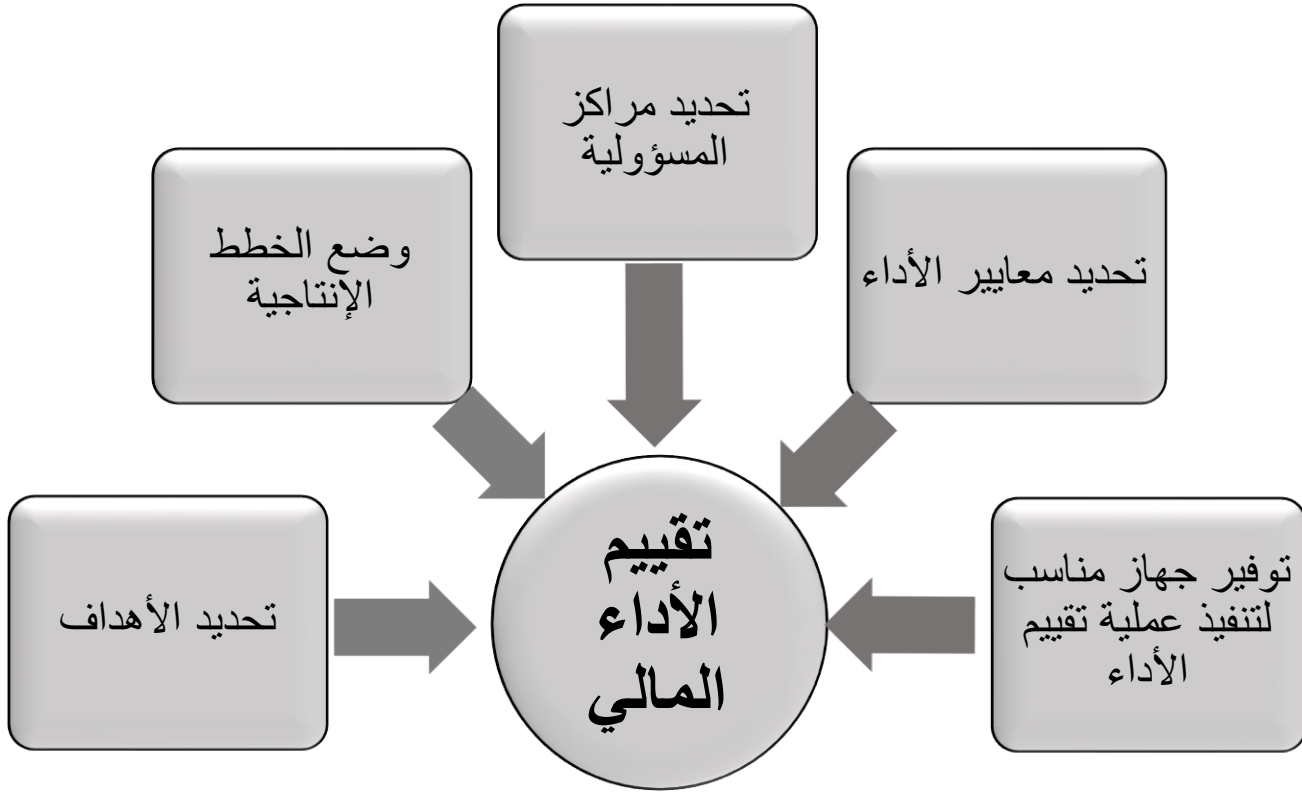 تحديد مراكز
المسؤولية
وضع الخطط
الإنتاجية
تحديد معايير الأداء
تحديد الأهداف
تقييم
الأداء
المالي
توفير جهاز مناسب
لتنفيذ عملية تقييم
الأداء